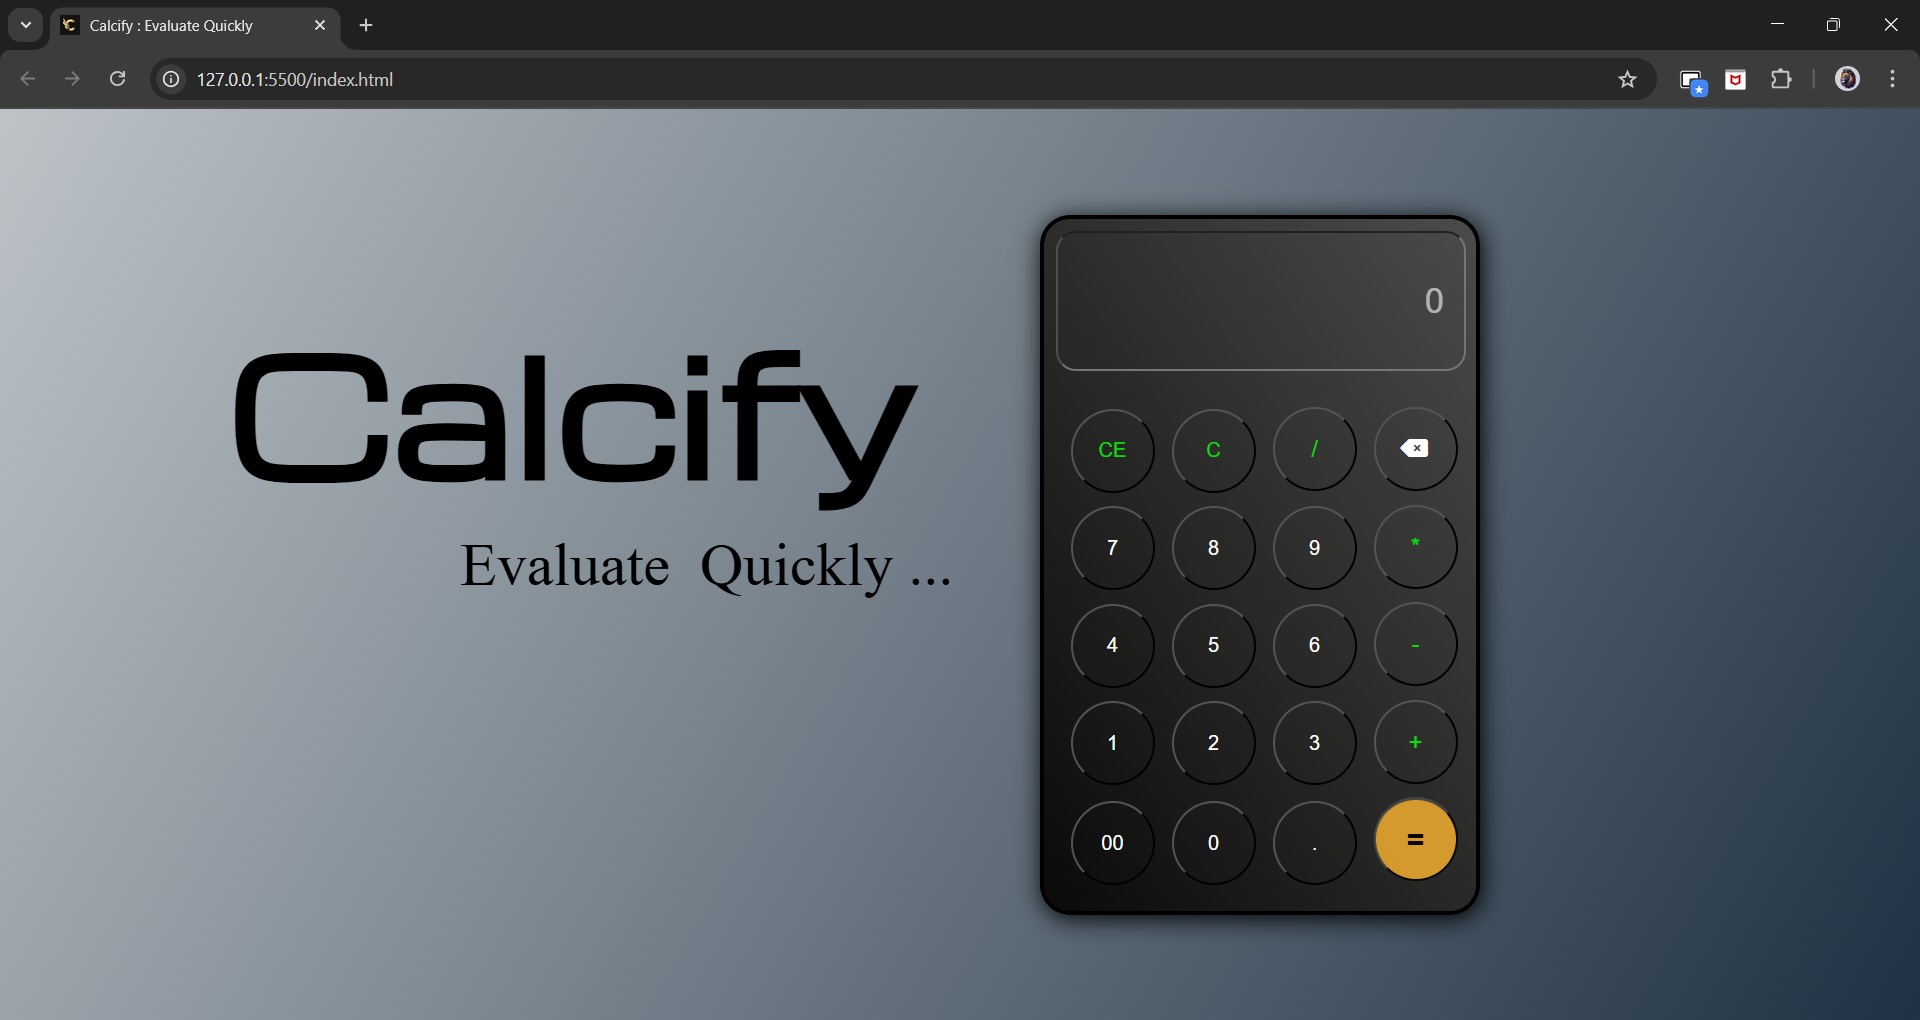 Calcify : Evaluate Quickly
127.0.0.1:5500/index.html
0
Calcify
Evaluate Quickly ...
CE C /
7 8 9 *
4 5 6 -
1 2 3 +
00 0 . =